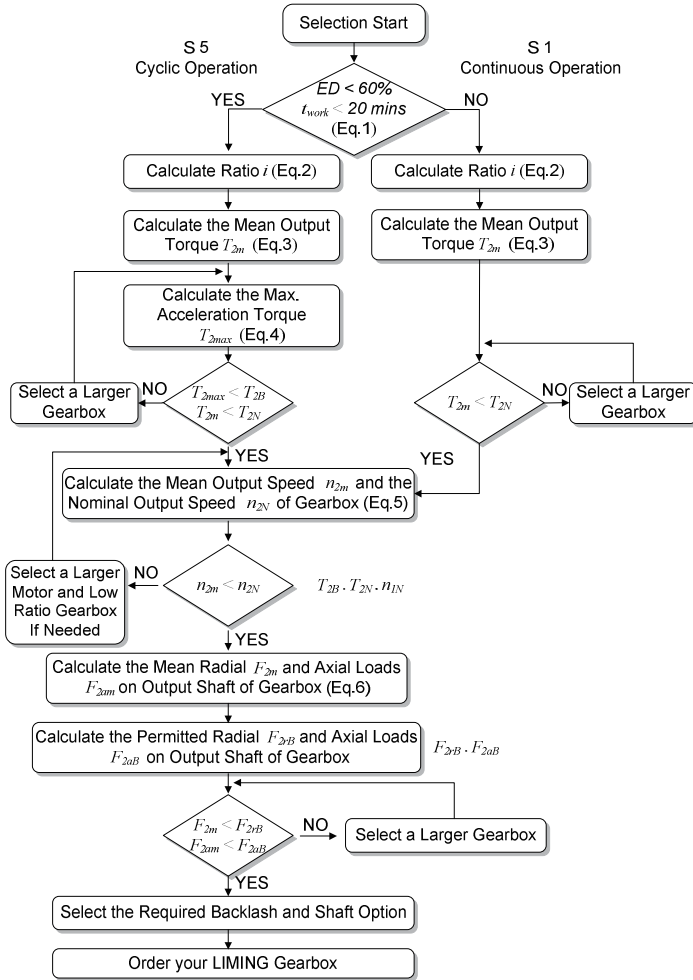 Selection Start
S 5
Cyclic Operation
S 1
Continuous Operation
ED < 60%
t_work < 20 mins
(Eq.1)
YES
NO
Calculate Ratio i (Eq.2)
Calculate Ratio i (Eq.2)
Calculate the Mean Output
Torque T_2m (Eq.3)
Calculate the Mean Output
Torque T_2m (Eq.3)
Calculate the Max.
Acceleration Torque
T_2max (Eq.4)
Select a Larger
Gearbox
NO
T_2max < T_2B
T_2m < T_2N
T_2m < T_2N
NO
Select a Larger
Gearbox
YES
YES
Calculate the Mean Output Speed n_2m and the
Nominal Output Speed n_2N of Gearbox (Eq.5)
Select a Larger
Motor and Low
Ratio Gearbox
If Needed
NO
n_2m < n_2N
T_2B . T_2N . n_1N
YES
Calculate the Mean Radial F_2m and Axial Loads
F_2am on Output Shaft of Gearbox (Eq.6)
Calculate the Permitted Radial F_2rB and Axial Loads
F_2aB on Output Shaft of Gearbox
F_2rB . F_2aB
F_2m < F_2rB
F_2am < F_2aB
NO
Select a Larger Gearbox
YES
Select the Required Backlash and Shaft Option
Order your LIMING Gearbox